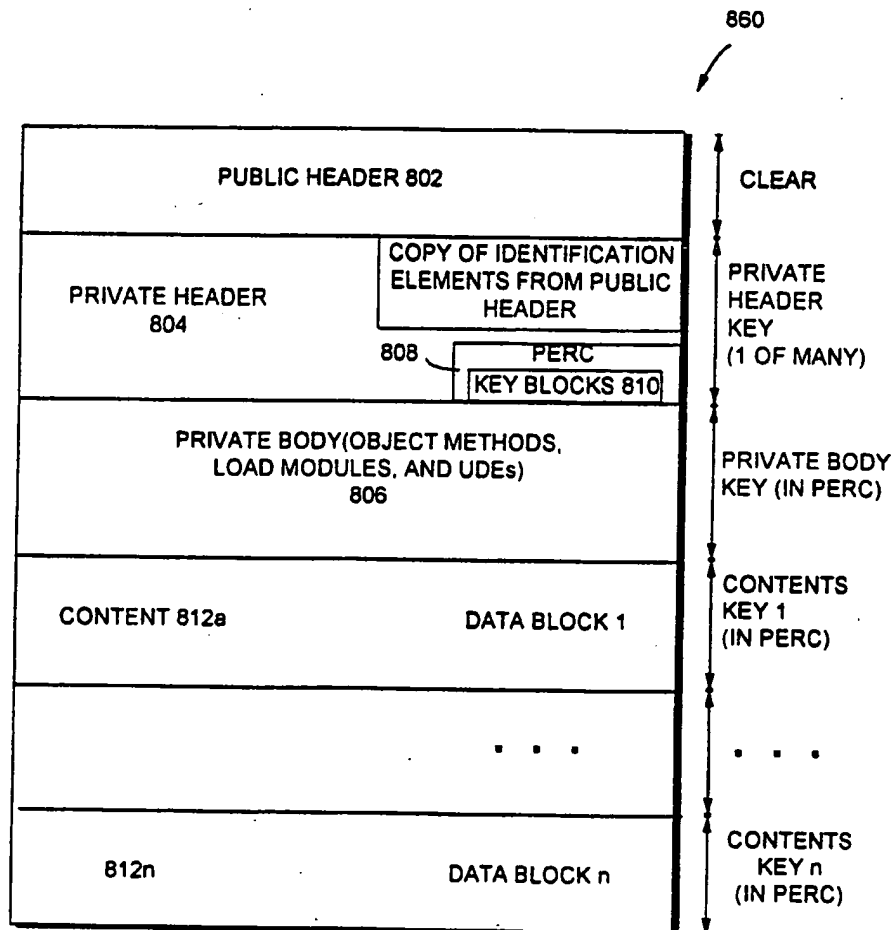 860
PUBLIC HEADER 802
CLEAR
COPY OF IDENTIFICATION
ELEMENTS FROM PUBLIC
HEADER
PRIVATE HEADER
804
PRIVATE
HEADER
KEY
(1 OF MANY)
808
PERC
KEY BLOCKS 810
PRIVATE BODY(OBJECT METHODS,
LOAD MODULES, AND UDEs)
806
PRIVATE BODY
KEY (IN PERC)
CONTENT 812a
DATA BLOCK 1
CONTENTS
KEY 1
(IN PERC)
. . .
. . .
812n
DATA BLOCK n
CONTENTS
KEY n
(IN PERC)